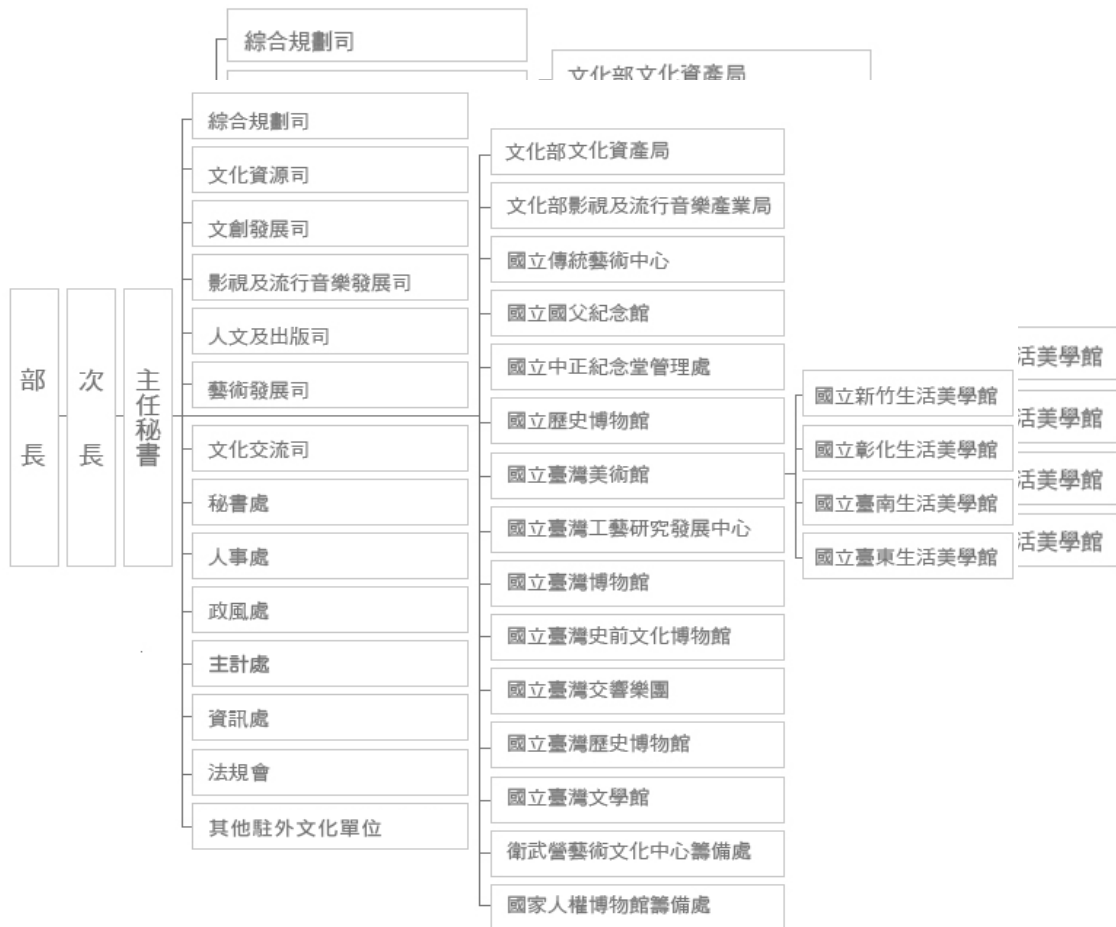 綜合規劃司
文化部文化資產局
部長
次長
主任秘書
綜合規劃司
文化資源司
文創發展司
影視及流行音樂發展司
人文及出版司
藝術發展司
文化交流司
秘書處
人事處
政風處
主計處
資訊處
法規會
其他駐外文化單位
文化部文化資產局
文化部影視及流行音樂產業局
國立傳統藝術中心
國立國父紀念館
國立中正紀念堂管理處
國立歷史博物館
國立臺灣美術館
國立臺灣工藝研究發展中心
國立臺灣博物館
國立臺灣史前文化博物館
國立臺灣交響樂團
國立臺灣歷史博物館
國立臺灣文學館
衛武營藝術文化中心籌備處
國家人權博物館籌備處
國立新竹生活美學館
國立彰化生活美學館
國立臺南生活美學館
國立臺東生活美學館
活美學館
活美學館
活美學館
活美學館